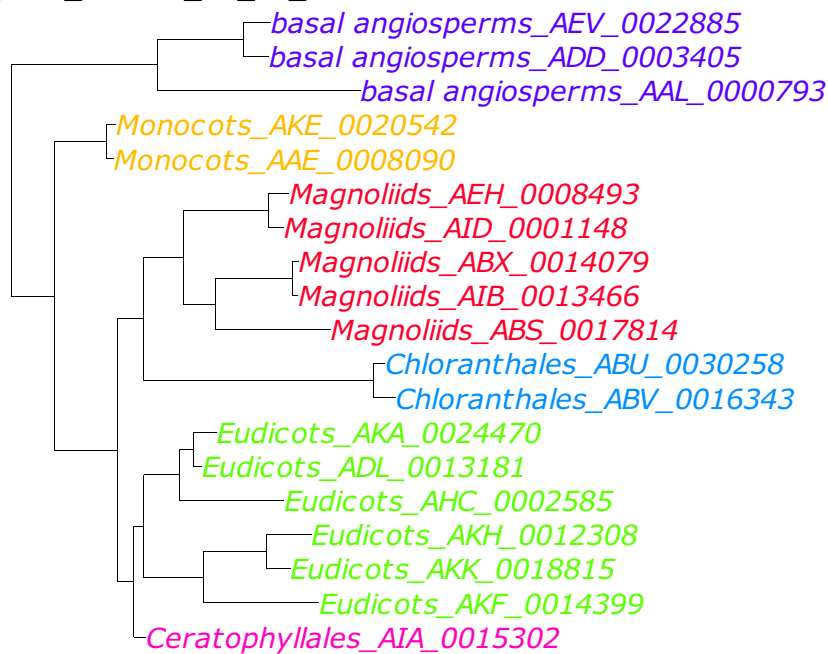 basal angiosperms_AEV_0022885
basal angiosperms_ADD_0003405
basal angiosperms_AAL_0000793
Monocots_AKE_0020542
Monocots_AAE_0008090
Magnoliids_AEH_0008493
Magnoliids_AID_0001148
Magnoliids_ABX_0014079
Magnoliids_AIB_0013466
Magnoliids_ABS_0017814
Chloranthales_ABU_0030258
Chloranthales_ABV_0016343
Eudicots_AKA_0024470
Eudicots_ADL_0013181
Eudicots_AHC_0002585
Eudicots_AKH_0012308
Eudicots_AKK_0018815
Eudicots_AKF_0014399
Ceratophyllales_AIA_0015302